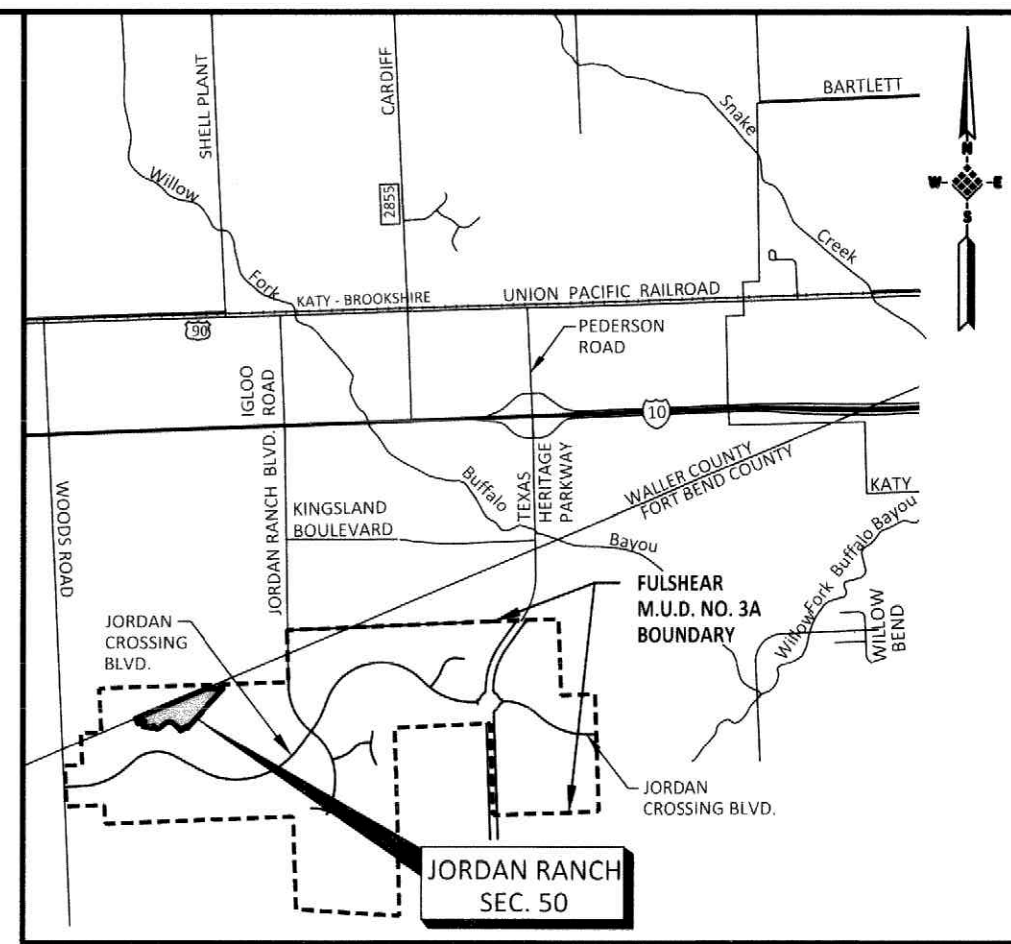 BARTLETT
SHELL PLANT
CARDIFF
Snake
Creek
N
W
E
S
Willow
Fork
2855
KATY - BROOKSHIRE
UNION PACIFIC RAILROAD
90
PEDERSON
ROAD
IGLOO
ROAD
10
WALLER COUNTY
FORT BEND COUNTY
KATY
WOODS ROAD
JORDAN RANCH BLVD.
KINGSLAND
BOULEVARD
Buffalo
Bayou
TEXAS
HERITAGE
PARKWAY
Willow Fork Buffalo Bayou
WILLOW
BEND
FULSHEAR
M.U.D. NO. 3A
BOUNDARY
JORDAN
CROSSING
BLVD.
JORDAN
CROSSING BLVD.
JORDAN RANCH
SEC. 50